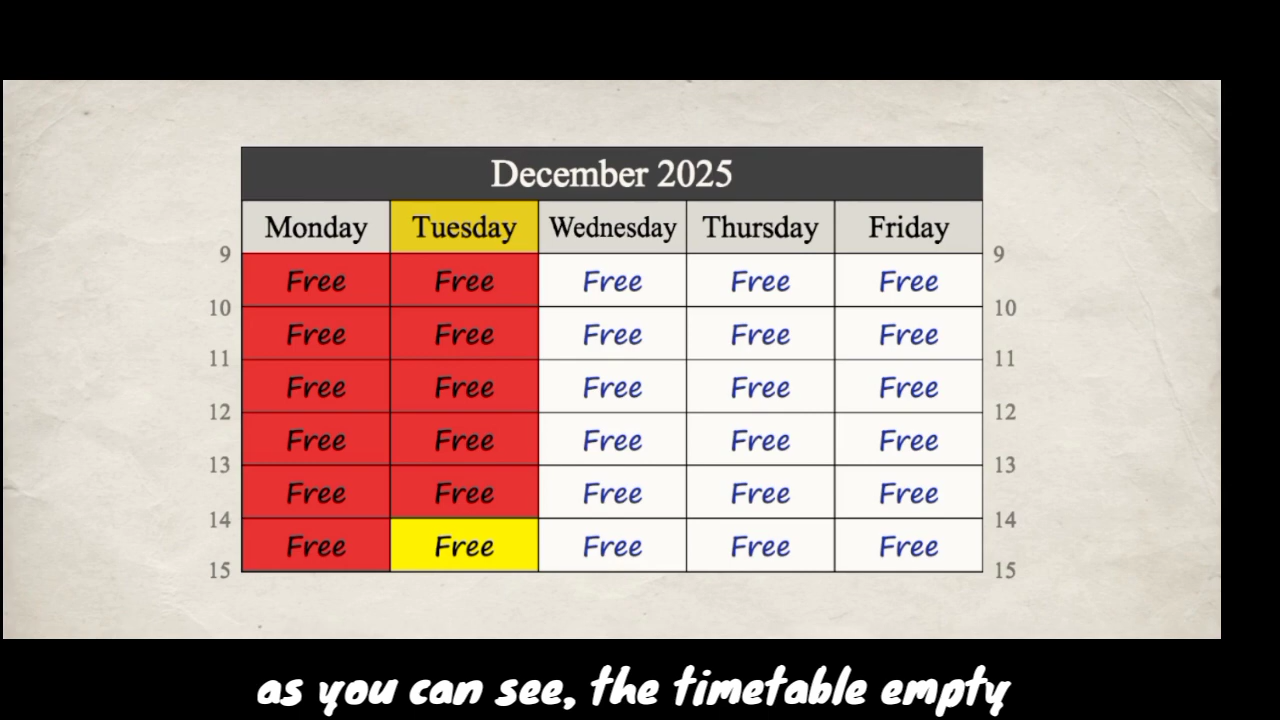 December 2025
Monday Tuesday Wednesday Thursday Friday
9 9
Free Free Free Free Free
10 10
Free Free Free Free Free
11 11
Free Free Free Free Free
12 12
Free Free Free Free Free
13 13
Free Free Free Free Free
14 14
Free Free Free Free Free
15 15
as you can see, the timetable empty